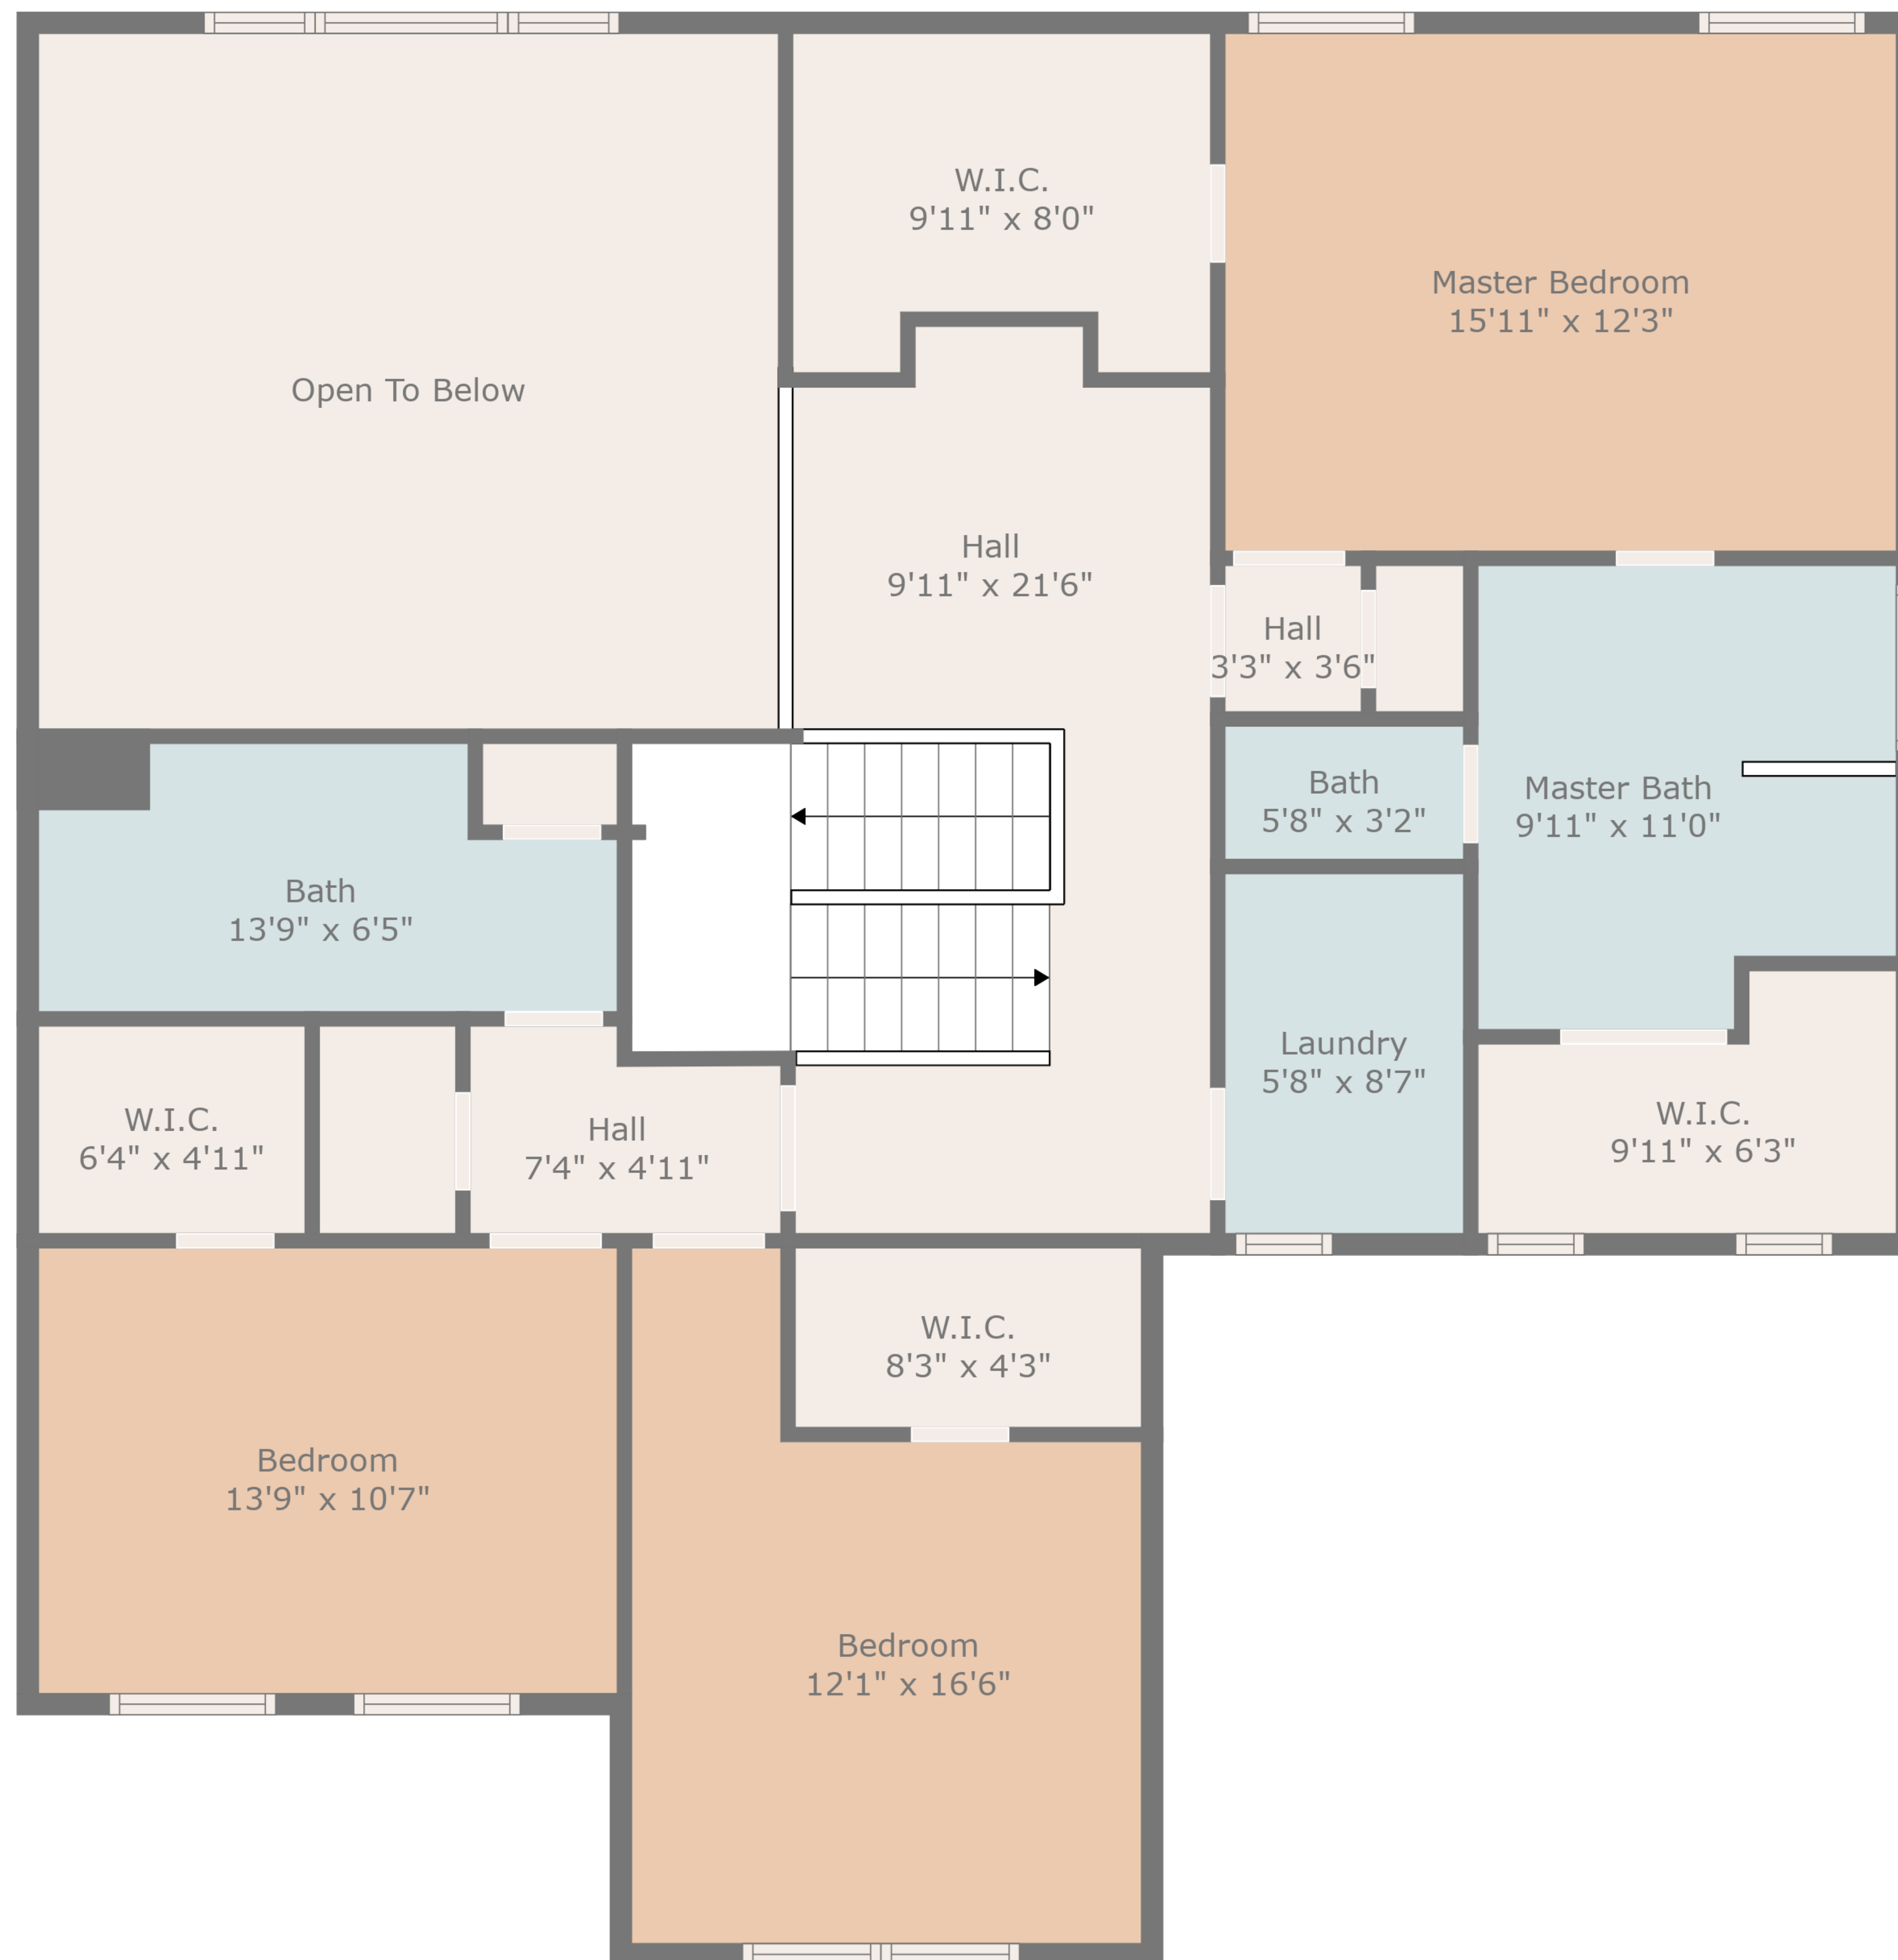 W.I.C.
9'11" x 8'0"
Master Bedroom
15'11" x 12'3"
Open To Below
Hall
9'11" x 21'6"
Hall
3'3" x 3'6"
Bath
5'8" x 3'2"
Master Bath
9'11" x 11'0"
Bath
13'9" x 6'5"
Laundry
5'8" x 8'7"
W.I.C.
6'4" x 4'11"
Hall
7'4" x 4'11"
W.I.C.
9'11" x 6'3"
W.I.C.
8'3" x 4'3"
Bedroom
13'9" x 10'7"
Bedroom
12'1" x 16'6"